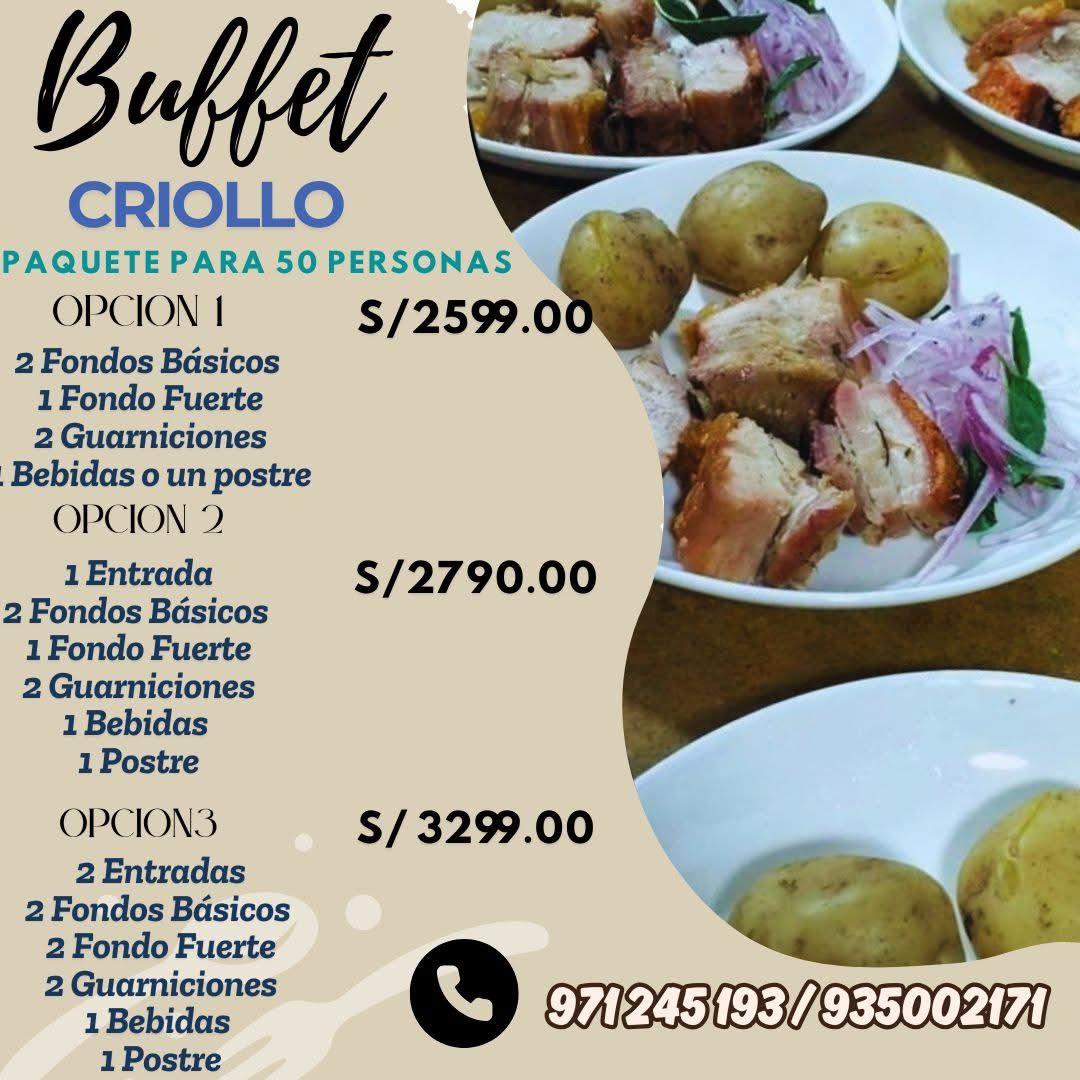 Buffet
CRIOLLO
PAQUETE PARA 50 PERSONAS
OPCION 1
S/2599.00
2 Fondos Básicos
1 Fondo Fuerte
2 Guarniciones
1 Bebidas o un postre
OPCION 2
S/2790.00
1 Entrada
2 Fondos Básicos
1 Fondo Fuerte
2 Guarniciones
1 Bebidas
1 Postre
OPCION3
S/ 3299.00
2 Entradas
2 Fondos Básicos
2 Fondo Fuerte
2 Guarniciones
1 Bebidas
1 Postre
971 245 193 / 935002171